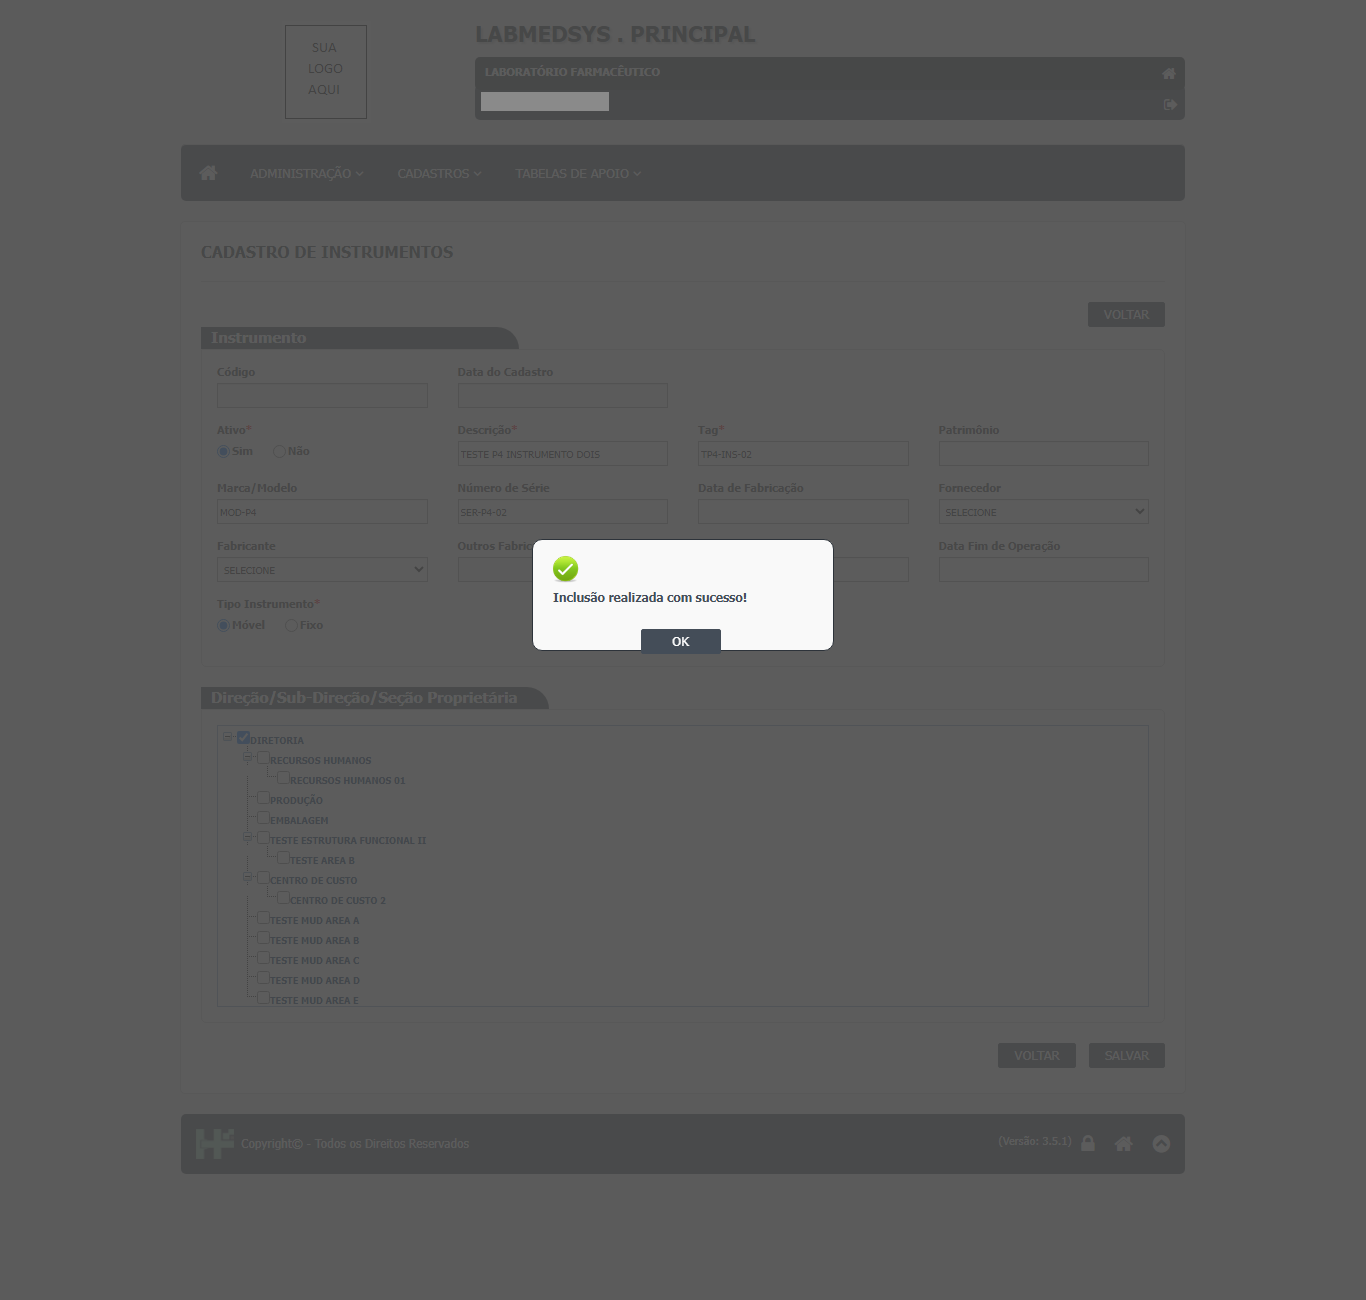 SUA
LOGO
AQUI
LABMEDSYS . PRINCIPAL
LABORATÓRIO FARMACÊUTICO
ADMINISTRAÇÃO CADASTROS TABELAS DE APOIO
CADASTRO DE INSTRUMENTOS
VOLTAR
Instrumento
Código Data do Cadastro
Ativo* Descrição* Tag* Patrimônio
Sim Não TESTE P4 INSTRUMENTO DOIS TP4-INS-02
Marca/Modelo Número de Série Data de Fabricação Fornecedor
MOD-P4 SER-P4-02 SELECIONE
Fabricante Outros Fabric Data Fim de Operação
SELECIONE
Inclusão realizada com sucesso!
OK
Tipo Instrumento*
Móvel Fixo
Direção/Sub-Direção/Seção Proprietária
DIRETORIA
RECURSOS HUMANOS
RECURSOS HUMANOS 01
PRODUÇÃO
EMBALAGEM
TESTE ESTRUTURA FUNCIONAL II
TESTE AREA B
CENTRO DE CUSTO
CENTRO DE CUSTO 2
TESTE MUD AREA A
TESTE MUD AREA B
TESTE MUD AREA C
TESTE MUD AREA D
TESTE MUD AREA E
VOLTAR SALVAR
Copyright© - Todos os Direitos Reservados (Versão: 3.5.1)